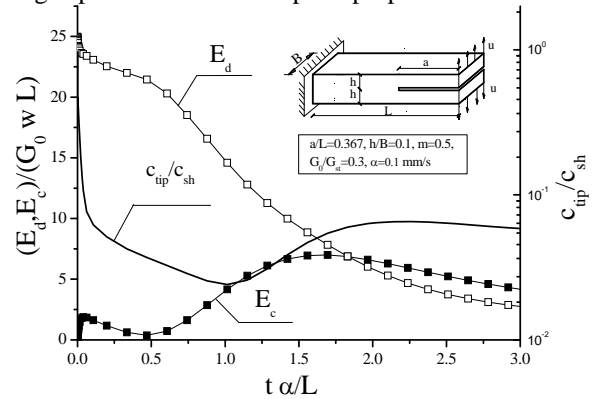 25
20
15
10
5
0
(E_d,E_c)/(G_0 w L)
E_d
c_tip/c_sh
E_c
B
a
u
h
h
u
L
a/L=0.367, h/B=0.1, m=0.5,
G_0/G_st=0.3, α=0.1 mm/s
10^0
10^-1
10^-2
c_tip/c_sh
0.0 0.5 1.0 1.5 2.0 2.5 3.0
t α/L